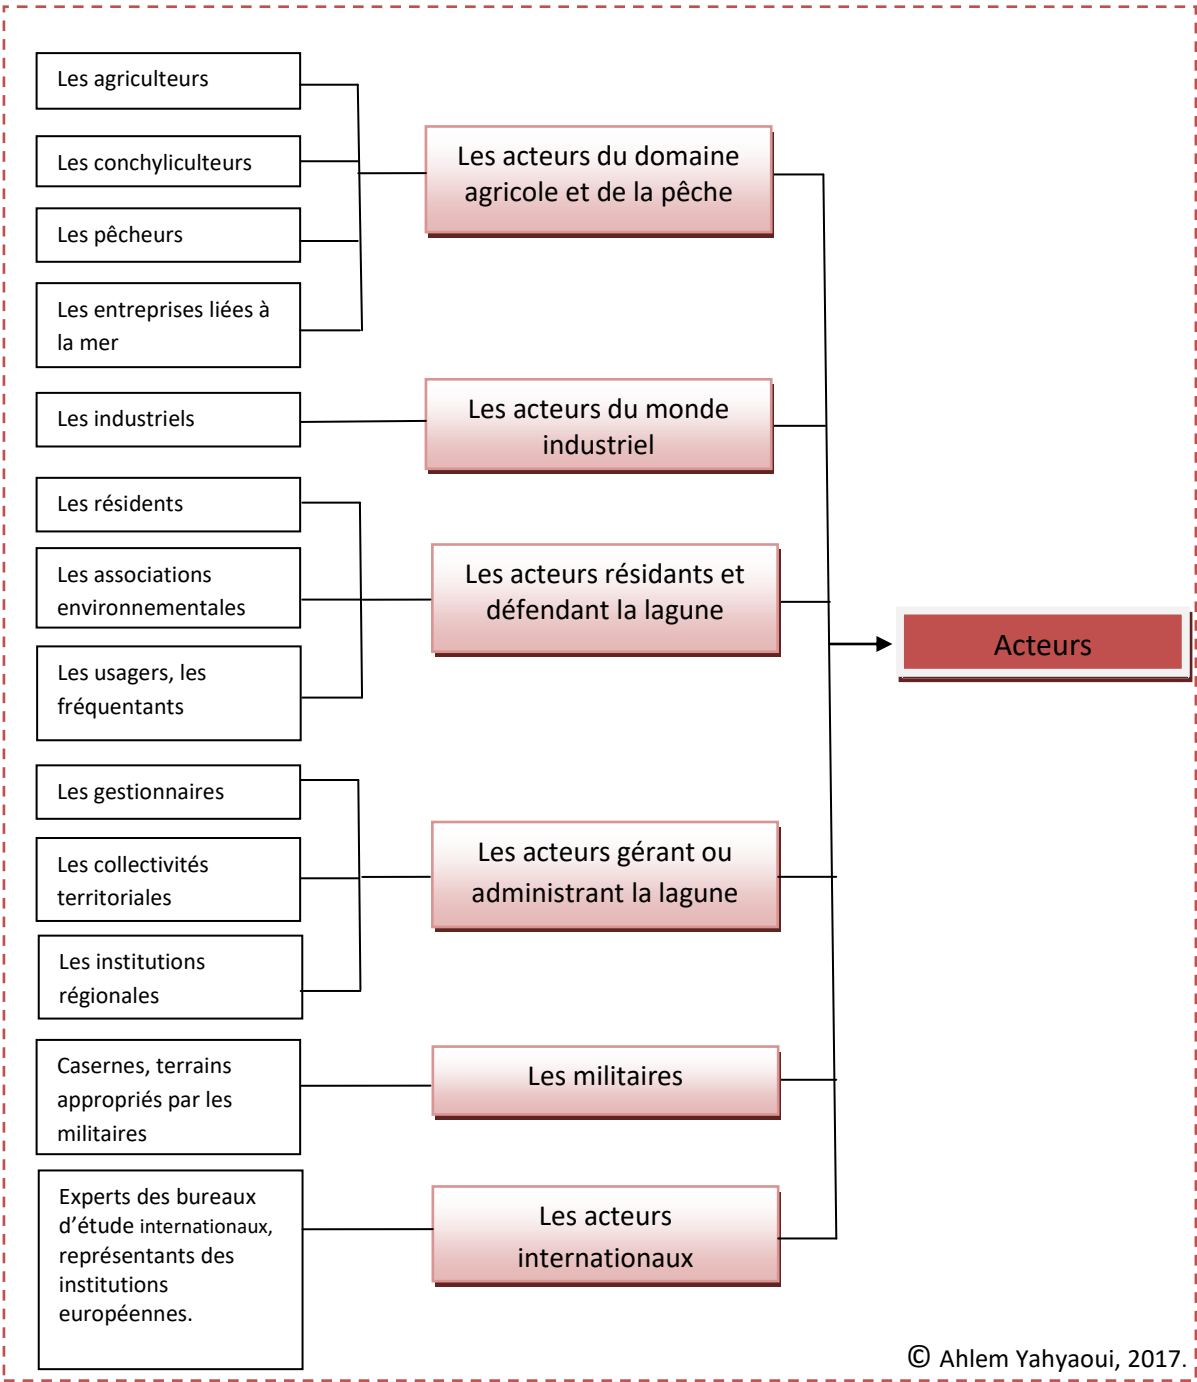 Les agriculteurs
Les conchyliculteurs
Les pêcheurs
Les entreprises liées à
la mer
Les acteurs du domaine
agricole et de la pêche
Les industriels
Les acteurs du monde
industriel
Les résidents
Les associations
environnementales
Les usagers, les
fréquentants
Les acteurs résidants et
défendant la lagune
Acteurs
Les gestionnaires
Les collectivités
territoriales
Les institutions
régionales
Les acteurs gérant ou
administrant la lagune
Casernes, terrains
appropriés par les
militaires
Les militaires
Experts des bureaux
d’étude internationaux,
représentants des
institutions
européennes.
Les acteurs
internationaux
© Ahlem Yahyaoui, 2017.